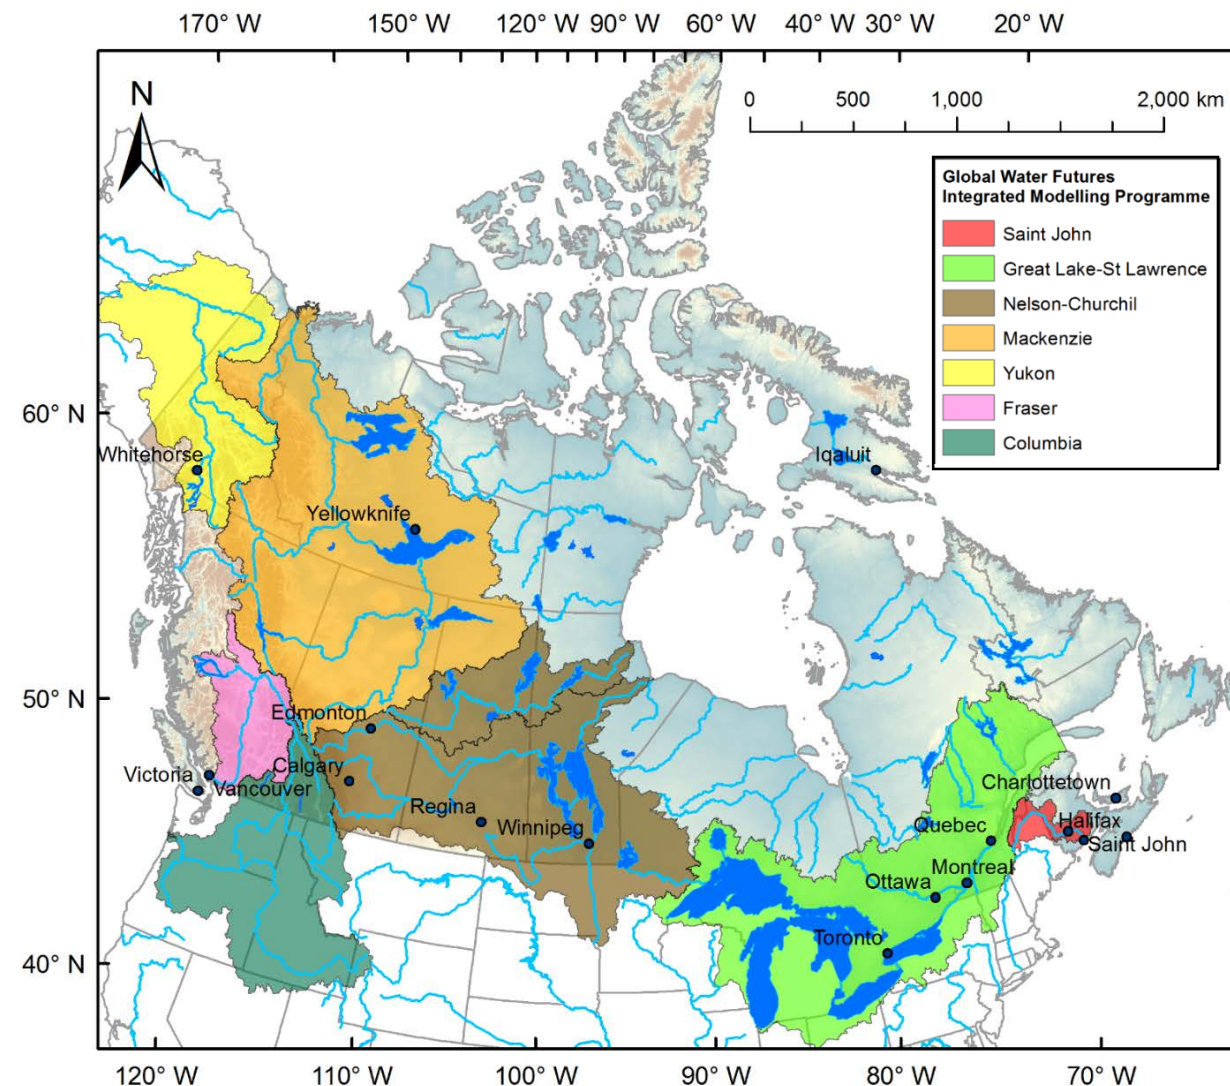 170° W 150° W 120° W 90° W 60° W 40° W 30° W 20° W
N
0 500 1,000 2,000 km
Global Water Futures
Integrated Modelling Programme
Saint John
Great Lake-St Lawrence
Nelson-Churchil
Mackenzie
Yukon
Fraser
Columbia
60° N
Whitehorse
Iqaluit
Yellowknife
50° N
Edmonton
Calgary
Victoria
Vancouver
Charlottetown
Regina
Winnipeg
Quebec
Halifax
Saint John
Montreal
Ottawa
Toronto
40° N
120° W 110° W 100° W 90° W 80° W 70° W